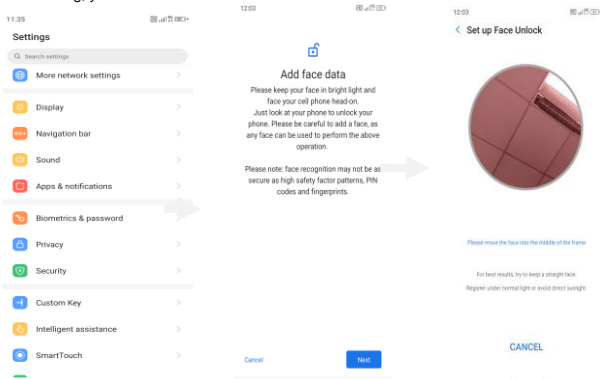 11:35
Settings
Search settings
More network settings
Display
Navigation bar
Sound
Apps & notifications
Biometrics & password
Privacy
Security
Custom Key
Intelligent assistance
SmartTouch
12:03
Add face data
Please keep your face in bright light and
face your cell phone head-on.
Just look at your phone to unlock your
phone. Please be careful to add a face, as
any face can be used to perform the above
operation.
Please note: face recognition may not be as
secure as high safety factor patterns, PIN
codes and fingerprints.
Cancel
Next
12:03
Set up Face Unlock
Please move the face into the middle of the frame
For best results, try to keep a straight face.
Register under normal light or avoid direct sunlight.
CANCEL